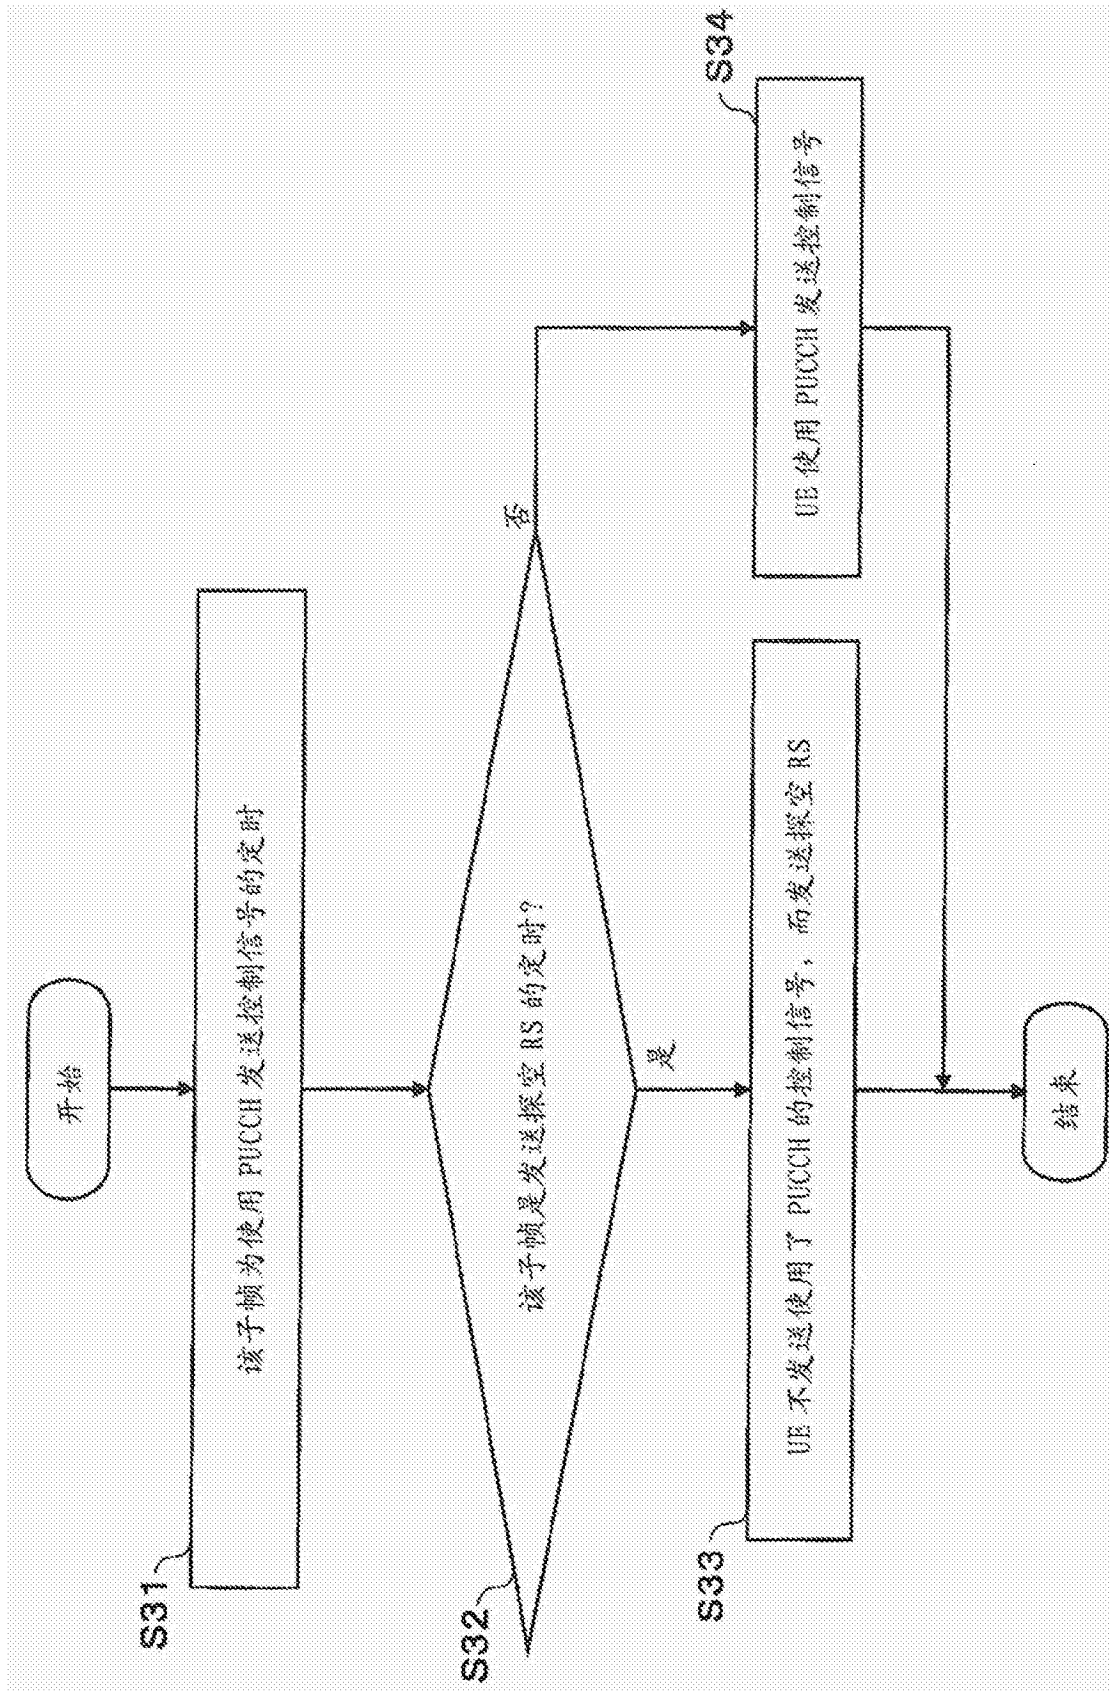 开始
S31
该子帧为使用 PUCCH 发送控制信号的定时
S32
该子帧是发送探空 RS 的定时？
否
是
S33
UE 不发送使用了 PUCCH 的控制信号，而发送探空 RS
S34
UE 使用 PUCCH 发送控制信号
结束